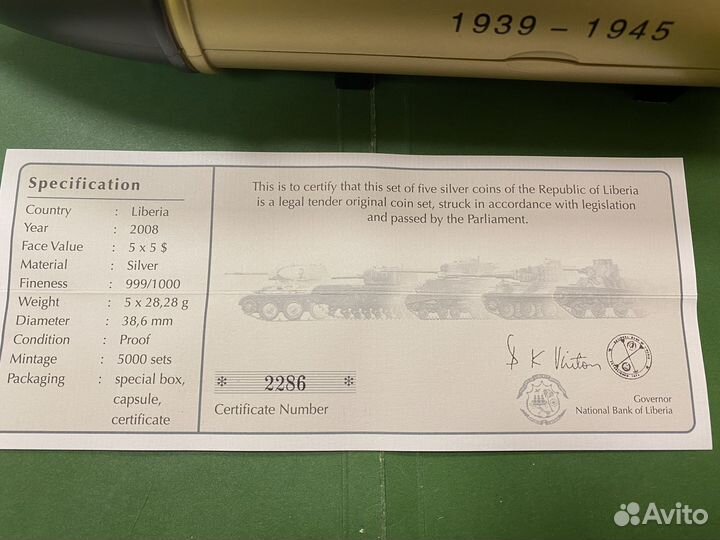 1939 – 1945
Specification
Country : Liberia
Year : 2008
Face Value : 5 x 5 $
Material : Silver
Fineness : 999/1000
Weight : 5 x 28,28 g
Diameter : 38,6 mm
Condition : Proof
Mintage : 5000 sets
Packaging : special box,
capsule,
certificate
This is to certify that this set of five silver coins of the Republic of Liberia
is a legal tender original coin set, struck in accordance with legislation
and passed by the Parliament.
* 2286 *
Certificate Number
Governor
National Bank of Liberia
Avito